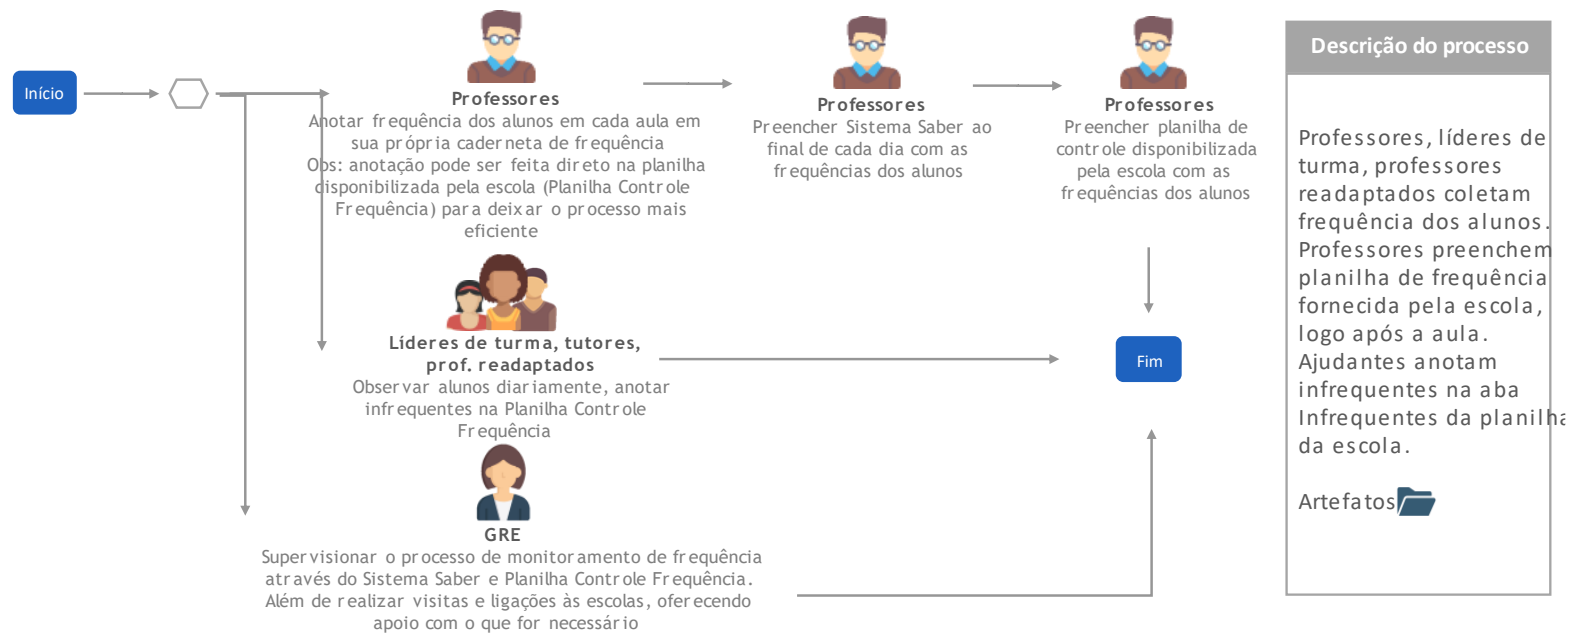 Início
Professores
Anotar frequência dos alunos em cada aula em
sua própria caderneta de frequência
Obs: anotação pode ser feita direto na planilha
disponibilizada pela escola (Planilha Controle
Frequência) para deixar o processo mais
eficiente
Professores
Preencher Sistema Saber ao
final de cada dia com as
frequências dos alunos
Professores
Preencher planilha de
controle disponibilizada
pela escola com as
frequências dos alunos
Líderes de turma, tutores,
prof. readaptados
Observar alunos diariamente, anotar
infrequentes na Planilha Controle
Frequência
Fim
GRE
Supervisionar o processo de monitoramento de frequência
através do Sistema Saber e Planilha Controle Frequência.
Além de realizar visitas e ligações às escolas, oferecendo
apoio com o que for necessário
Descrição do processo
Professores, líderes de
turma, professores
readaptados coletam
frequência dos alunos.
Professores preenchem
planilha de frequência
fornecida pela escola,
logo após a aula.
Ajudantes anotam
infrequentes na aba
Infrequentes da planilha
da escola.
Artefatos